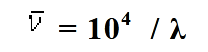 ν̅ = 10⁴ / λ